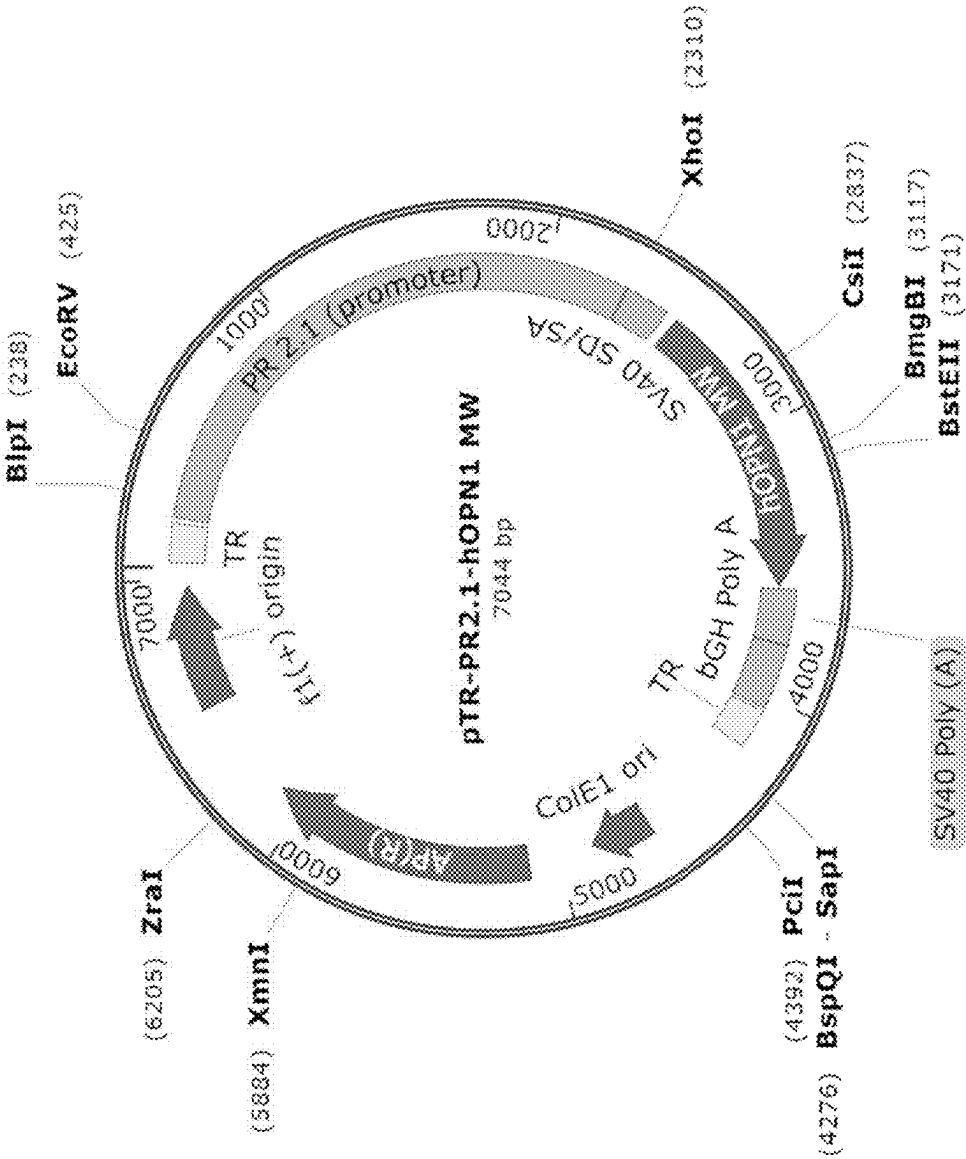 BlpI (238)
EcoRV (425)
XhoI (2310)
CsiI (2837)
BmgBI (3117)
BstEII (3171)
SV40 Poly (A)
(4276) BspQI - SapI
(4392) PciI
(5884) XmnI
(6205) ZraI
1000
2000
3000
4000
5000
6000
7000
TR
PR 2.1 (promoter)
SV40 SD/SA
hOPN1 MW
bGH Poly A
TR
ColE1 ori
AP(R)
f1(+) origin
pTR-PR2.1-hOPN1 MW
7044 bp